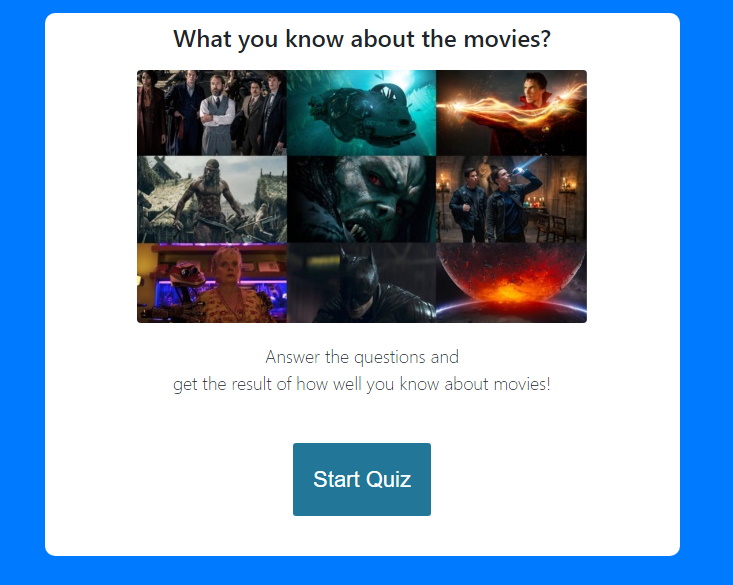 What you know about the movies?
Answer the questions and
get the result of how well you know about movies!
Start Quiz